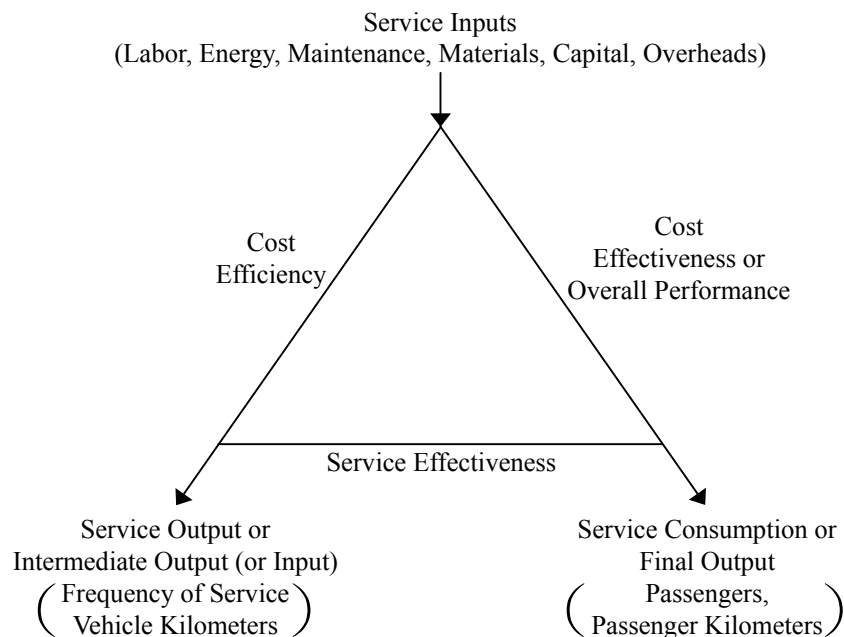 Service Inputs
(Labor, Energy, Maintenance, Materials, Capital, Overheads)
Cost
Efficiency
Cost
Effectiveness or
Overall Performance
Service Effectiveness
Service Output or
Intermediate Output (or Input)
(Frequency of Service
Vehicle Kilometers)
Service Consumption or
Final Output
(Passengers,
Passenger Kilometers)